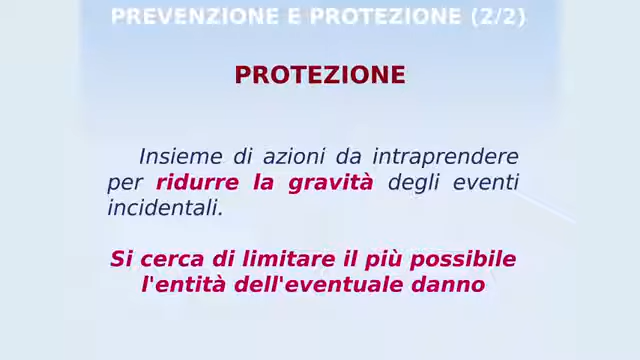 PREVENZIONE E PROTEZIONE (2/2)
PROTEZIONE
Insieme di azioni da intraprendere
per ridurre la gravità degli eventi
incidentali.
Si cerca di limitare il più possibile
l'entità dell'eventuale danno